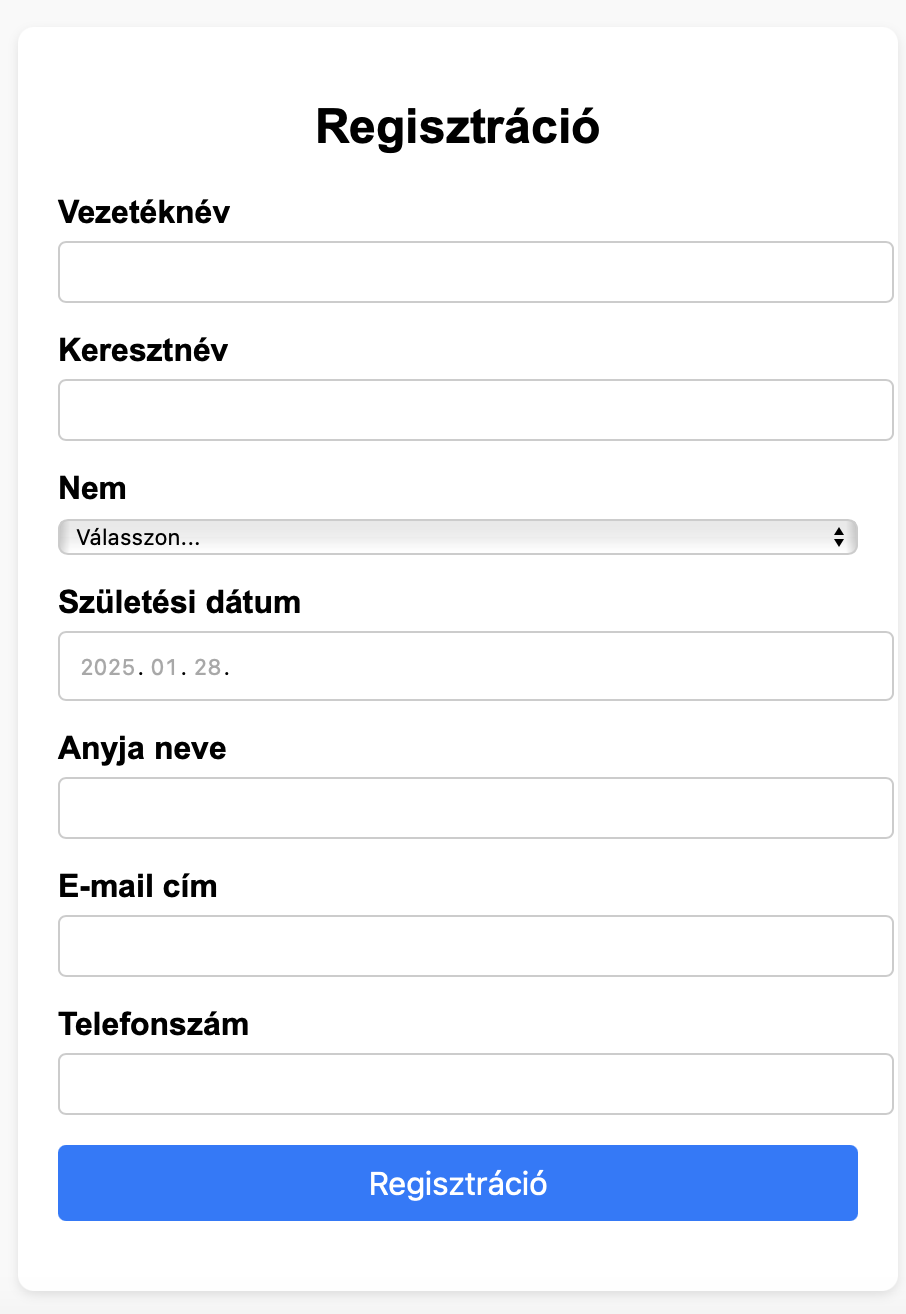 Regisztráció
Vezetéknév
Keresztnév
Nem
Válasszon...
Születési dátum
2025. 01. 28.
Anyja neve
E-mail cím
Telefonszám
Regisztráció